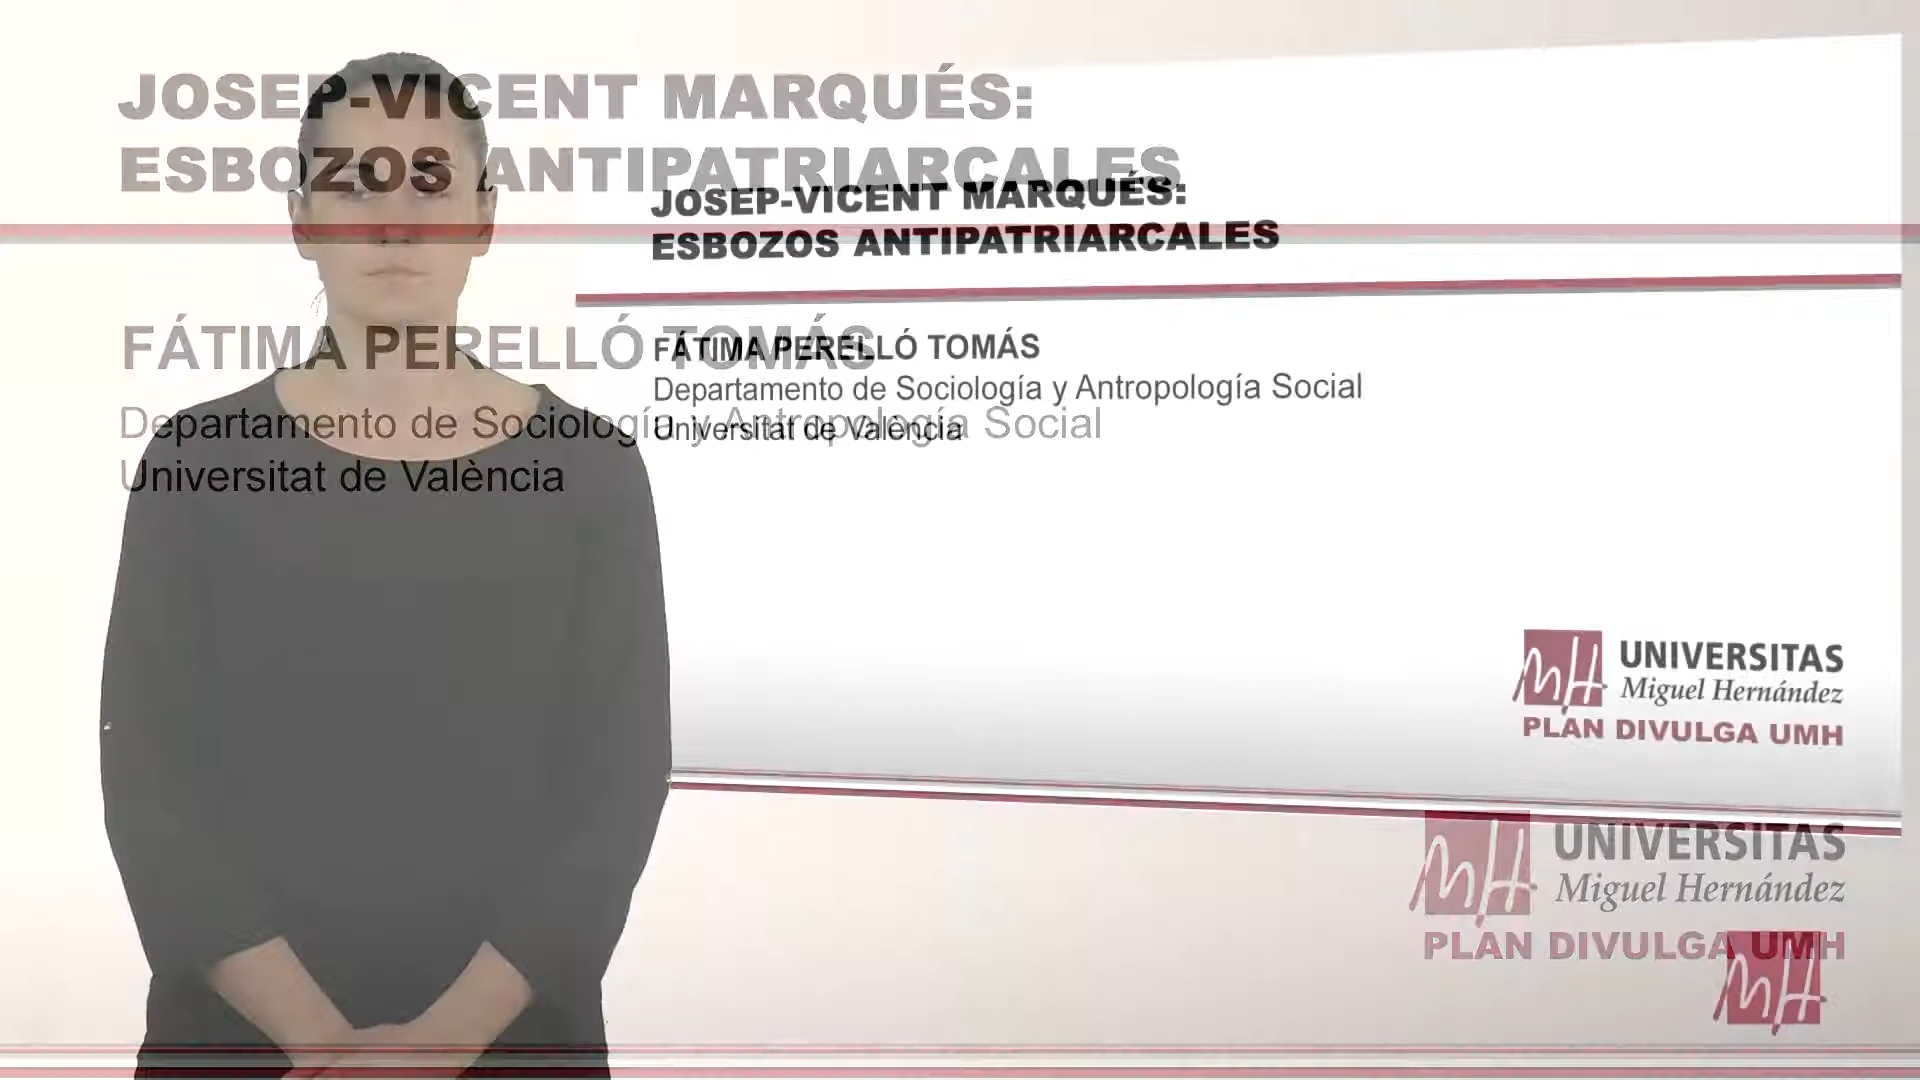 JOSEP-VICENT MARQUÉS:
ESBOZOS ANTIPATRIARCALES
FÁTIMA PERELLÓ TOMÁS
Departamento de Sociología y Antropología Social
Universitat de València
JOSEP-VICENT MARQUÉS:
ESBOZOS ANTIPATRIARCALES
FÁTIMA PERELLÓ TOMÁS
Departamento de Sociología y Antropología Social
Universitat de València
UNIVERSITAS
Miguel Hernández
PLAN DIVULGA UMH
UNIVERSITAS
Miguel Hernández
PLAN DIVULGA UMH